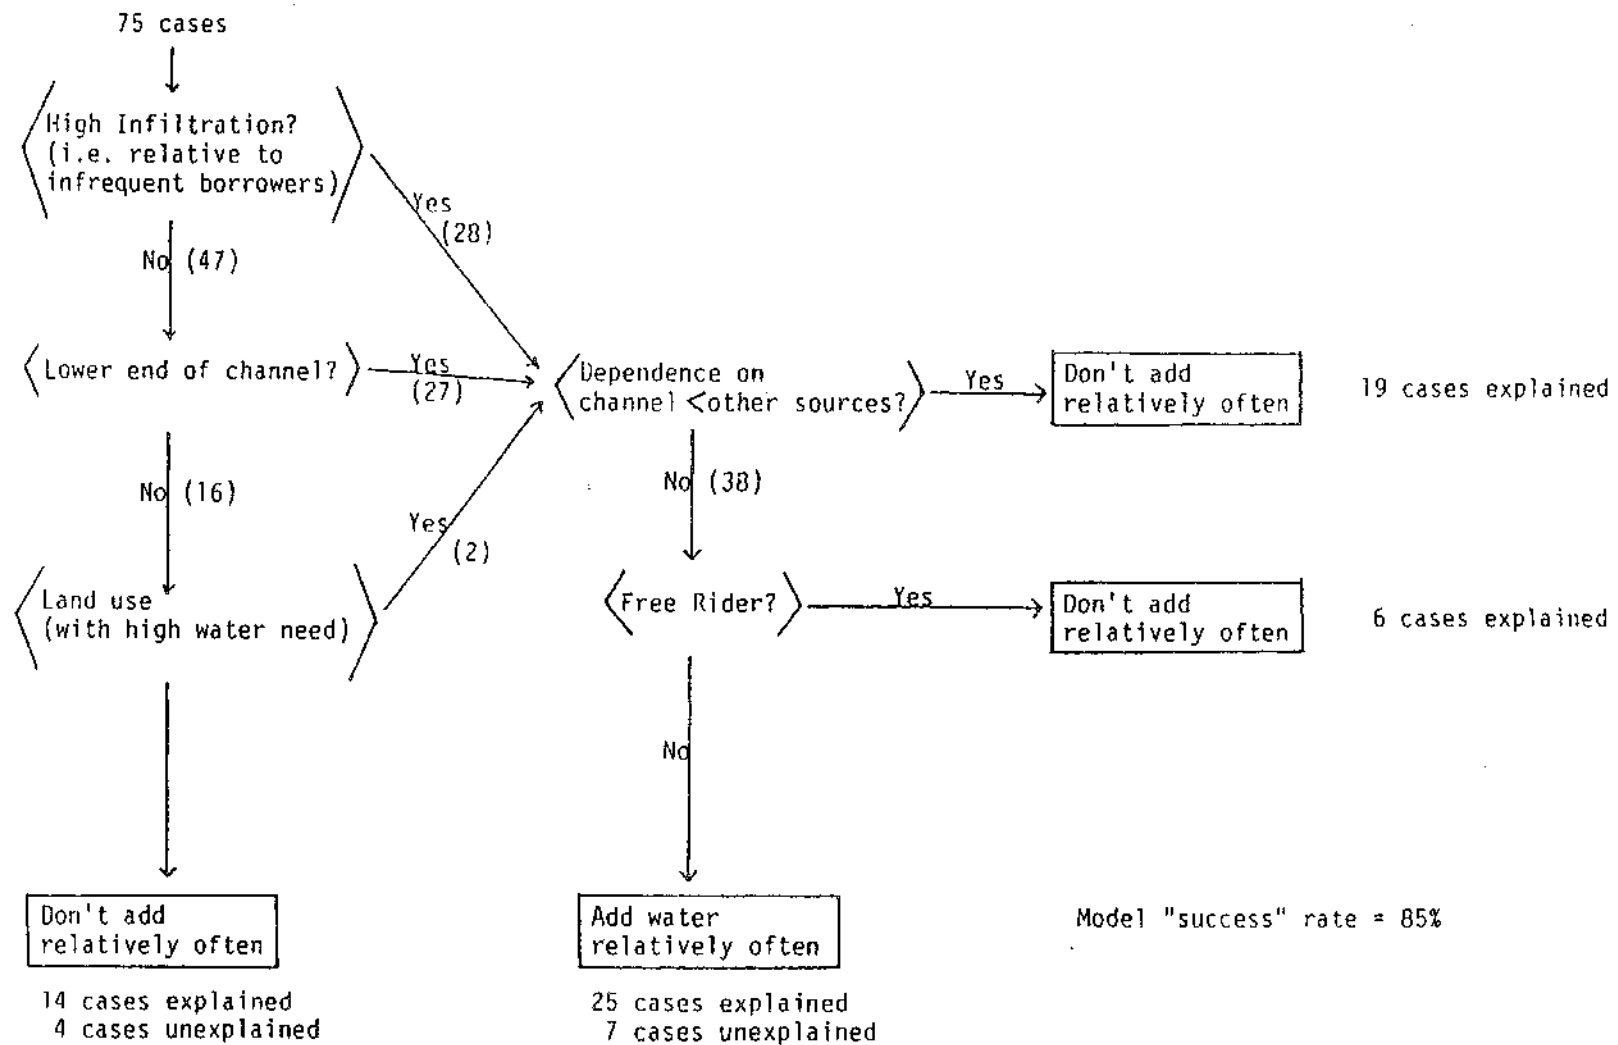 75 cases
High Infiltration?
(i.e. relative to
infrequent borrowers)
Yes
(28)
No (47)
Lower end of channel?
Yes
(27)
Dependence on
channel <other sources?
Yes
Don't add
relatively often
19 cases explained
No (16)
Yes
(2)
No (38)
Land use
(with high water need)
Free Rider?
Yes
Don't add
relatively often
6 cases explained
No
Don't add
relatively often
14 cases explained
4 cases unexplained
Add water
relatively often
25 cases explained
7 cases unexplained
Model "success" rate = 85%